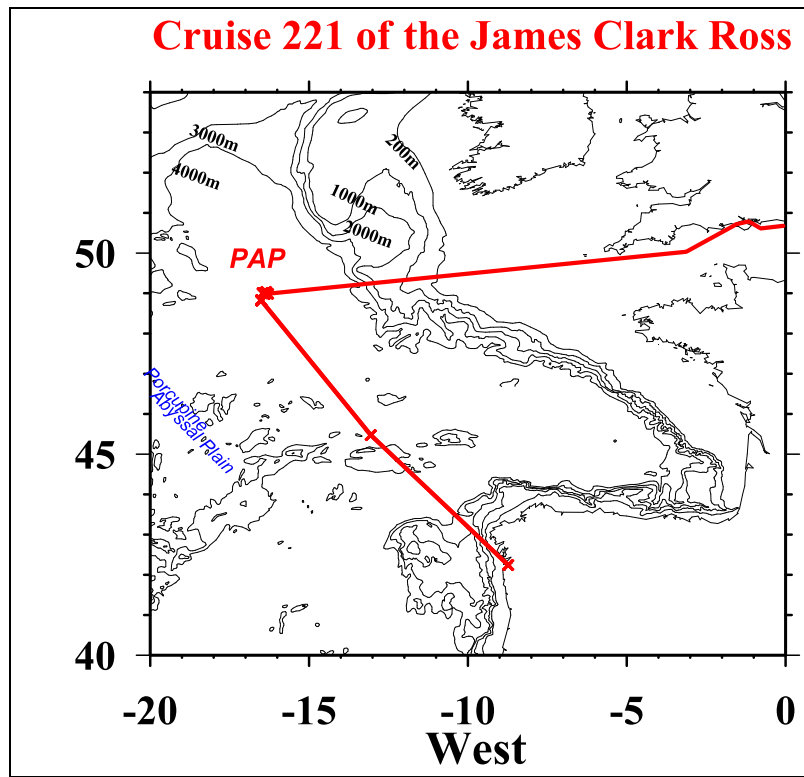 Cruise 221 of the James Clark Ross
3000m
4000m
200m
1000m
2000m
50
PAP
Porcupine
Abyssal Plain
45
40
-20 -15 -10 -5 0
West